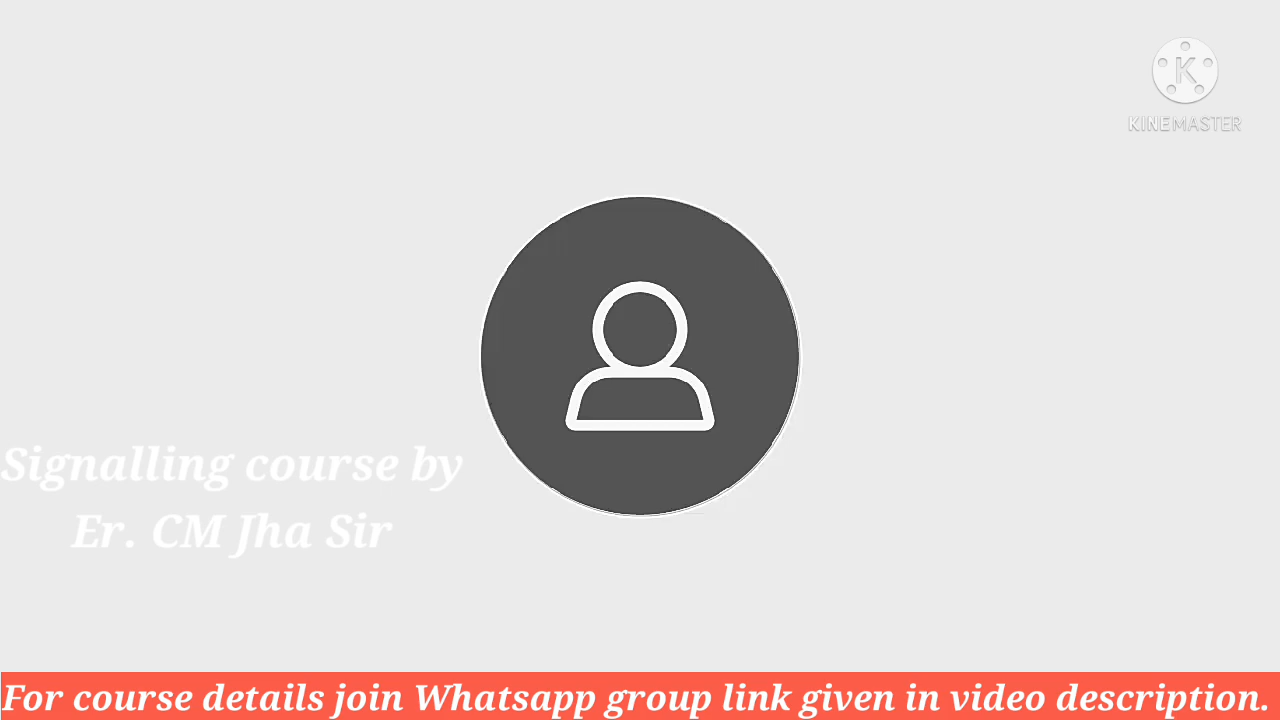 K
KINEMASTER
Signalling course by
Er. CM Jha Sir
For course details join Whatsapp group link given in video description.